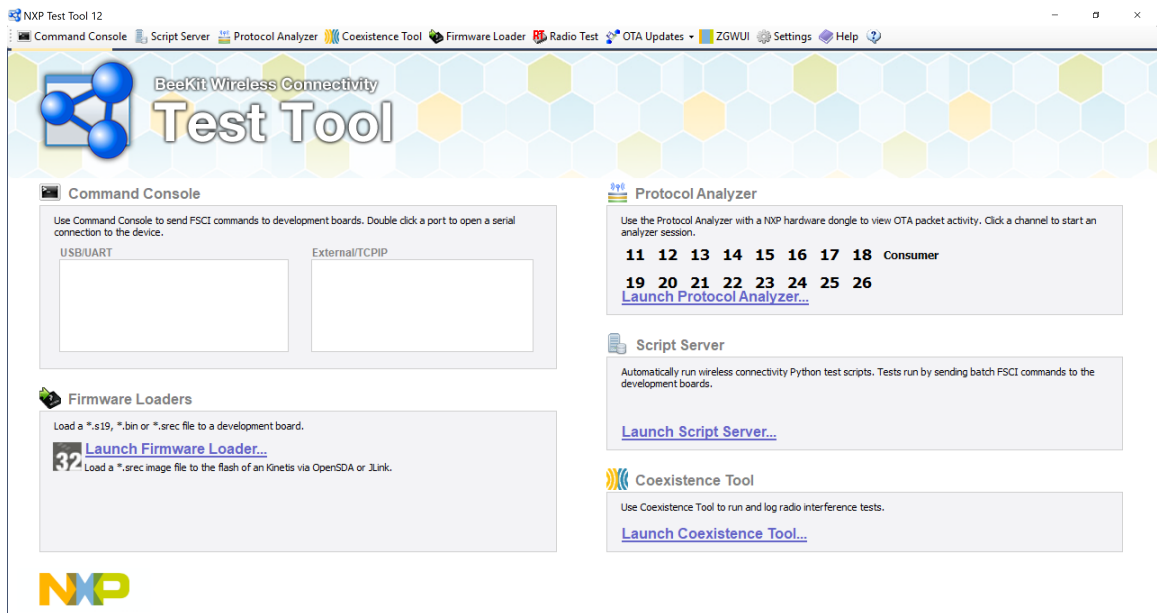 NXP Test Tool 12
Command Console Script Server Protocol Analyzer Coexistence Tool Firmware Loader Radio Test OTA Updates ZGWUI Settings Help
BeeKit Wireless Connectivity
Test Tool
Command Console
Use Command Console to send FSCI commands to development boards. Double click a port to open a serial
connection to the device.
USB/UART External/TCPIP
Firmware Loaders
Load a *.s19, *.bin or *.srec file to a development board.
32
Launch Firmware Loader...
Load a *.srec image file to the flash of an Kinetis via OpenSDA or JLink.
Protocol Analyzer
Use the Protocol Analyzer with a NXP hardware dongle to view OTA packet activity. Click a channel to start an
analyzer session.
11 12 13 14 15 16 17 18 Consumer
19 20 21 22 23 24 25 26
Launch Protocol Analyzer...
Script Server
Automatically run wireless connectivity Python test scripts. Tests run by sending batch FSCI commands to the
development boards.
Launch Script Server...
Coexistence Tool
Use Coexistence Tool to run and log radio interference tests.
Launch Coexistence Tool...
NXP